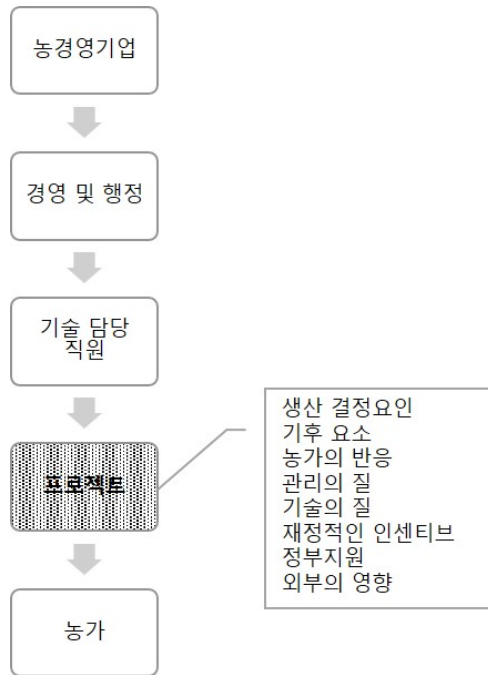 농경영기업
경영 및 행정
기술 담당
직원
프로젝트
생산 결정요인
기후 요소
농가의 반응
관리의 질
기술의 질
재정적인 인센티브
정부지원
외부의 영향
농가